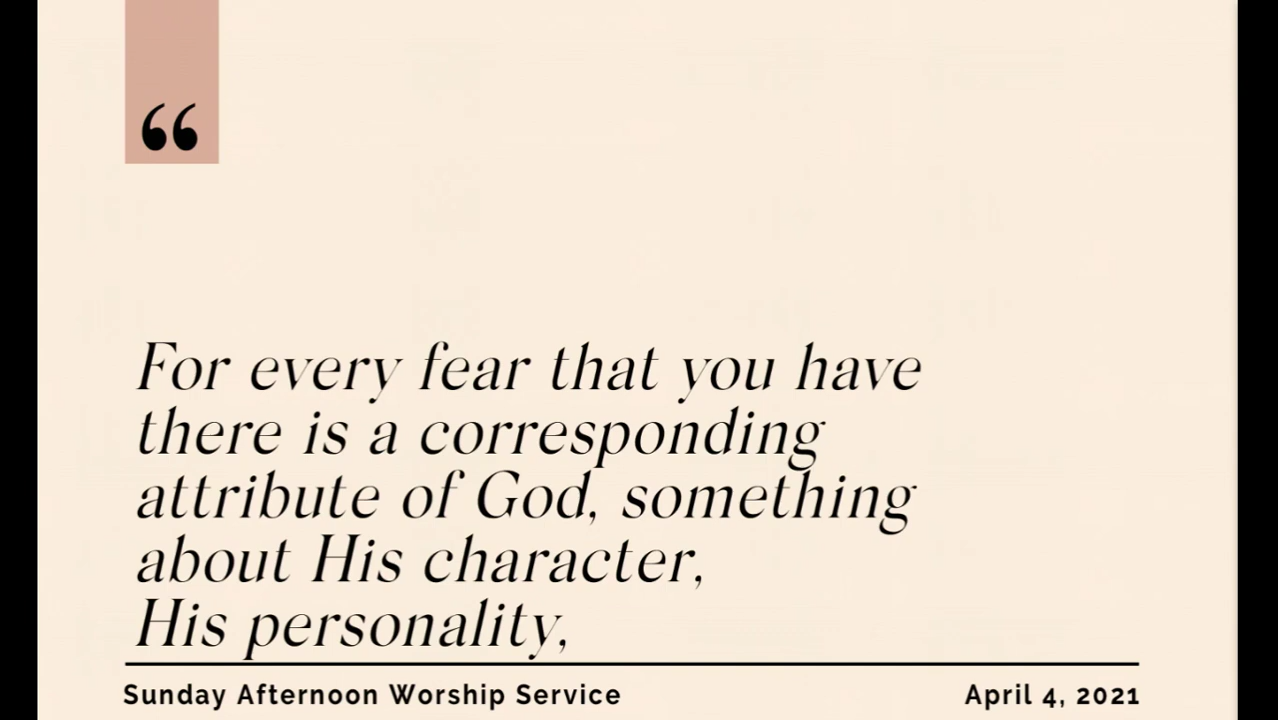 “
For every fear that you have
there is a corresponding
attribute of God, something
about His character,
His personality,
Sunday Afternoon Worship Service
April 4, 2021